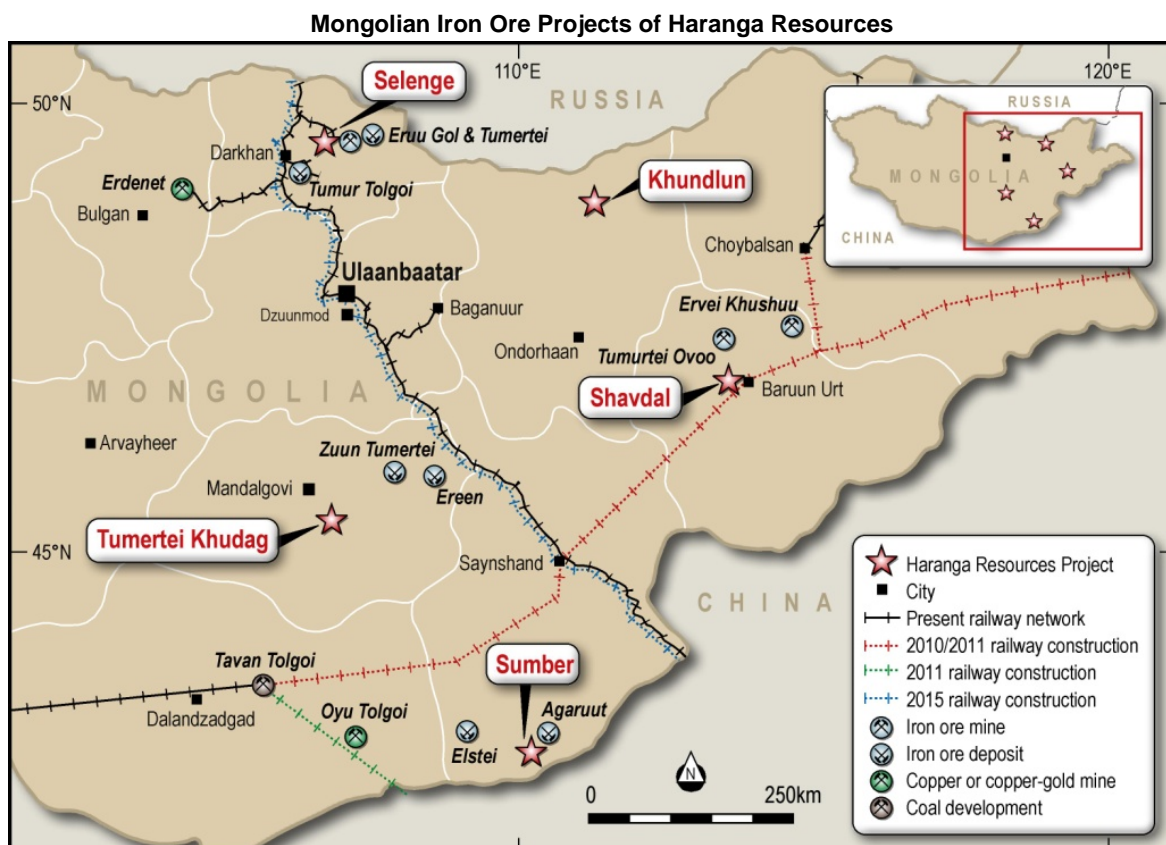 Mongolian Iron Ore Projects of Haranga Resources
110°E
120°E
50°N
45°N
RUSSIA
Selenge
Eruu Gol & Tumertei
Darkhan
Tumur Tolgoi
Erdenet
Bulgan
Khundlun
Choybalsan
RUSSIA
MONGOLIA
CHINA
Ulaanbaatar
Dzuunmod
Baganuur
Ervei Khushuu
Ondorhaan
Tumurtei Ovoo
Shavdal
Baruun Urt
MONGOLIA
Arvayheer
Zuun Tumertei
Ereen
Mandalgovi
Tumertei Khudag
Saynshand
CHINA
Tavan Tolgoi
Dalandzadgad
Oyu Tolgoi
Sumber
Elstei
Agaruut
N
0 250km
Haranga Resources Project
City
Present railway network
2010/2011 railway construction
2011 railway construction
2015 railway construction
Iron ore mine
Iron ore deposit
Copper or copper-gold mine
Coal development